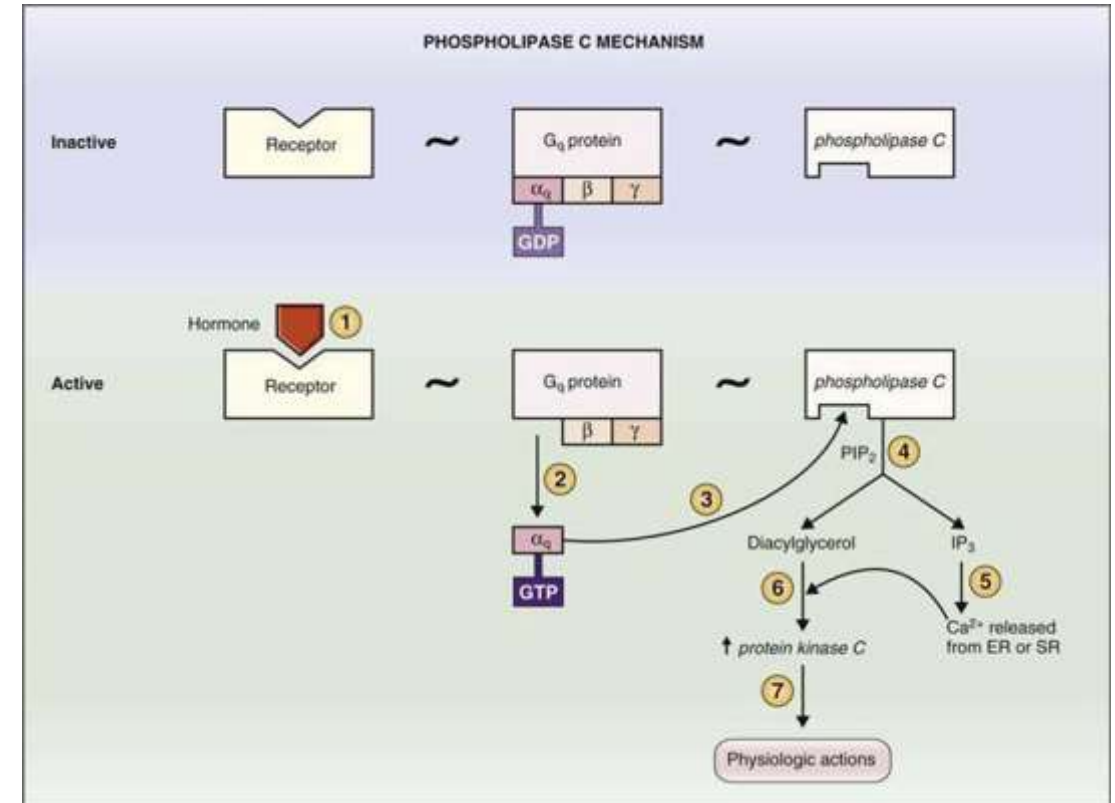 PHOSPHOLIPASE C MECHANISM
Inactive
Receptor
~
Gq protein
~
phospholipase C
αq
β
γ
GDP
Hormone
1
Active
Receptor
~
Gq protein
~
phospholipase C
β
γ
PIP2
4
2
3
αq
GTP
Diacylglycerol
IP3
6
5
Ca2+ released
from ER or SR
↑ protein kinase C
7
Physiologic actions